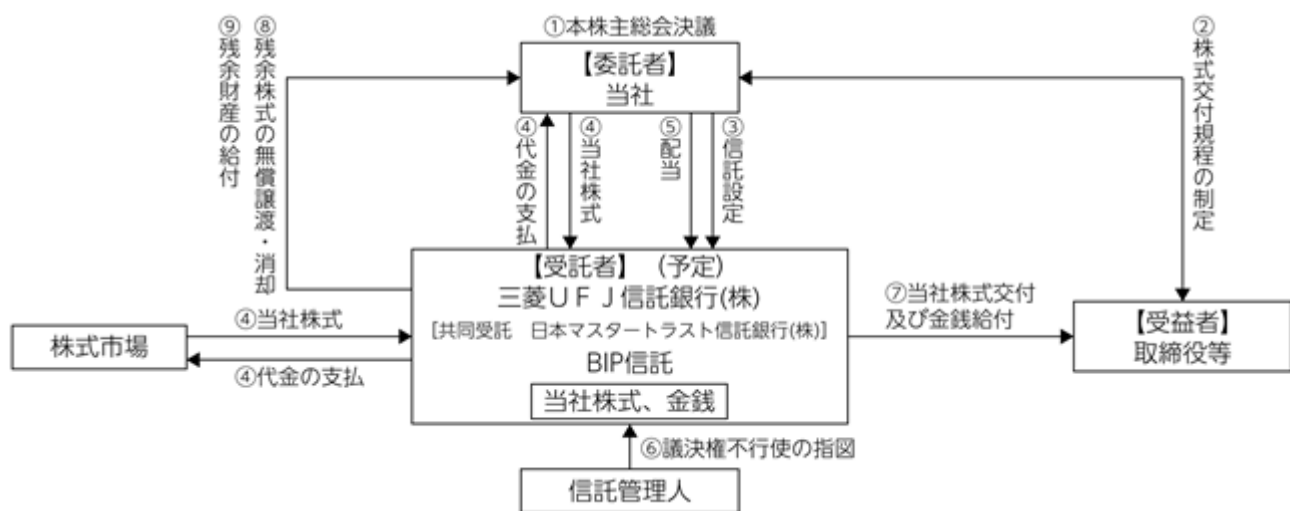 ①本株主総会決議
【委託者】
当社
⑨残余財産の給付
⑧残余株式の無償譲渡・消却
④代金の支払
④当社株式
⑤配当
③信託設定
②株式交付規程の制定
【受託者】（予定）
三菱ＵＦＪ信託銀行(株)
［共同受託　日本マスタートラスト信託銀行(株)］
BIP信託
当社株式、金銭
④当社株式
株式市場
④代金の支払
⑦当社株式交付
及び金銭給付
【受益者】
取締役等
⑥議決権不行使の指図
信託管理人